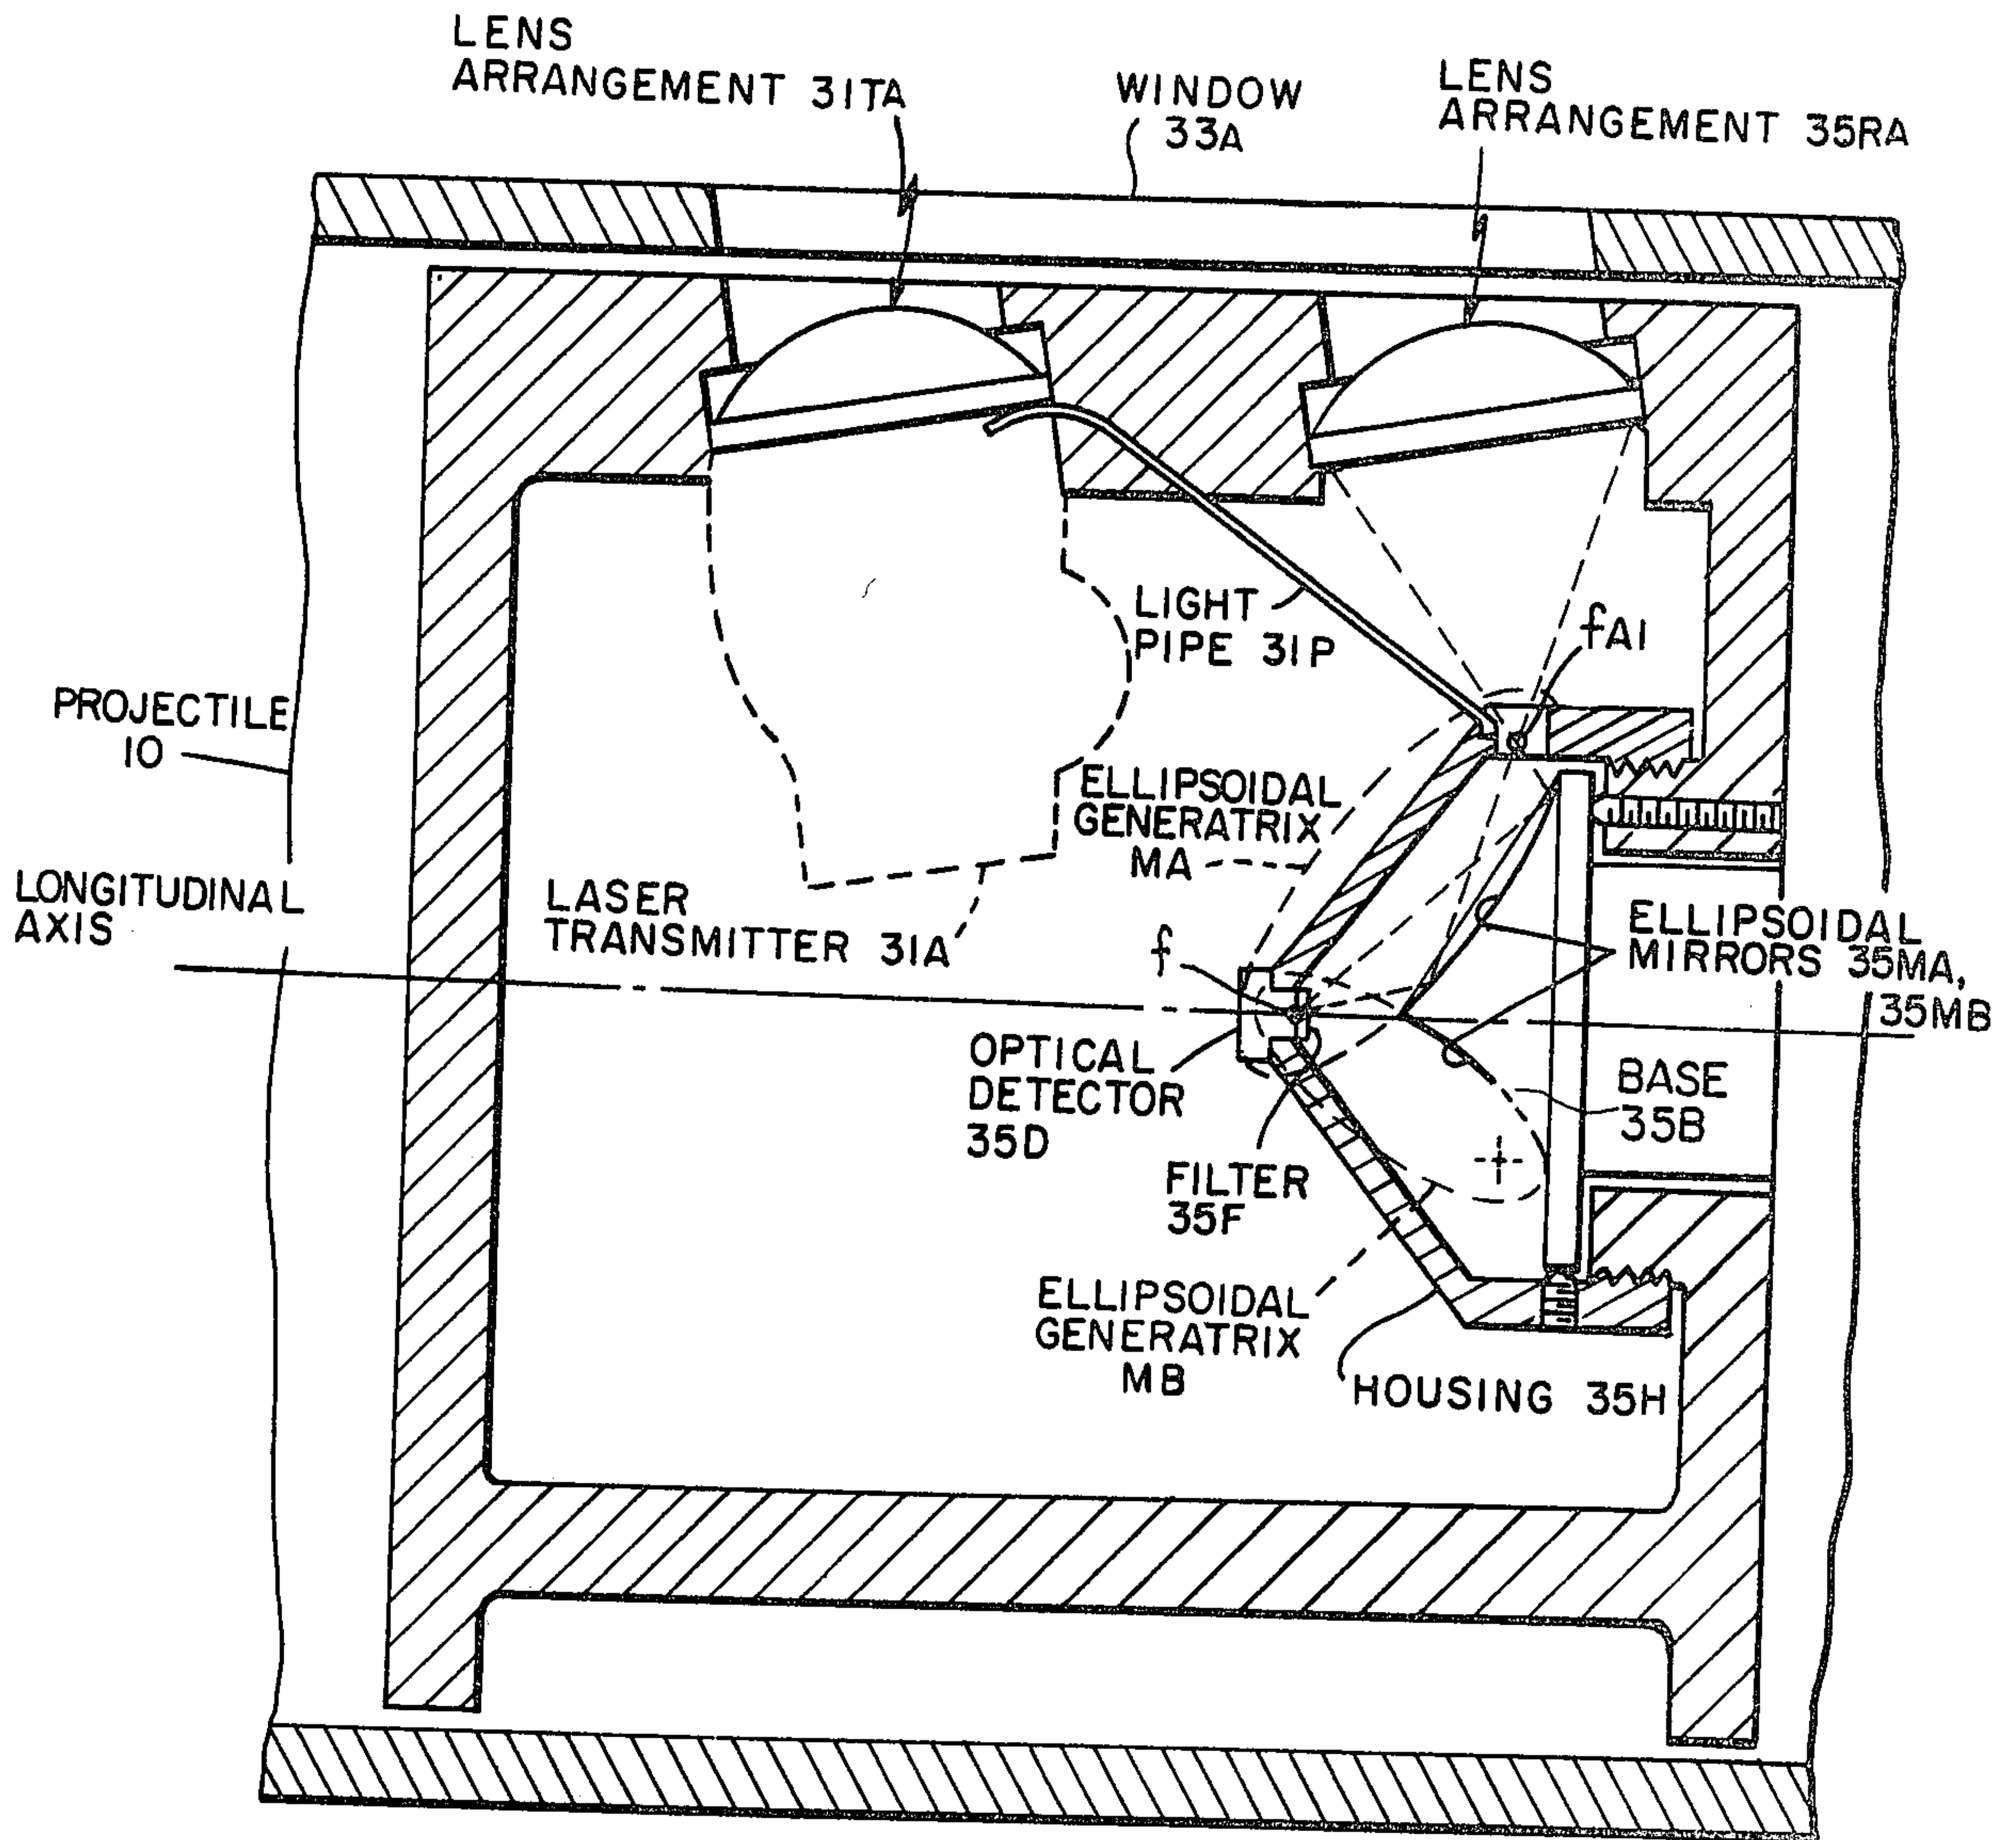 LENS
ARRANGEMENT 31TA
WINDOW
33A
LENS
ARRANGEMENT 35RA
LIGHT
PIPE 31P
fA1
PROJECTILE
10
ELLIPSOIDAL
GENERATRIX
MA
LONGITUDINAL
AXIS
LASER
TRANSMITTER 31A
f
ELLIPSOIDAL
MIRRORS 35MA,
35MB
OPTICAL
DETECTOR
35D
BASE
35B
FILTER
35F
ELLIPSOIDAL
GENERATRIX
MB
HOUSING 35H